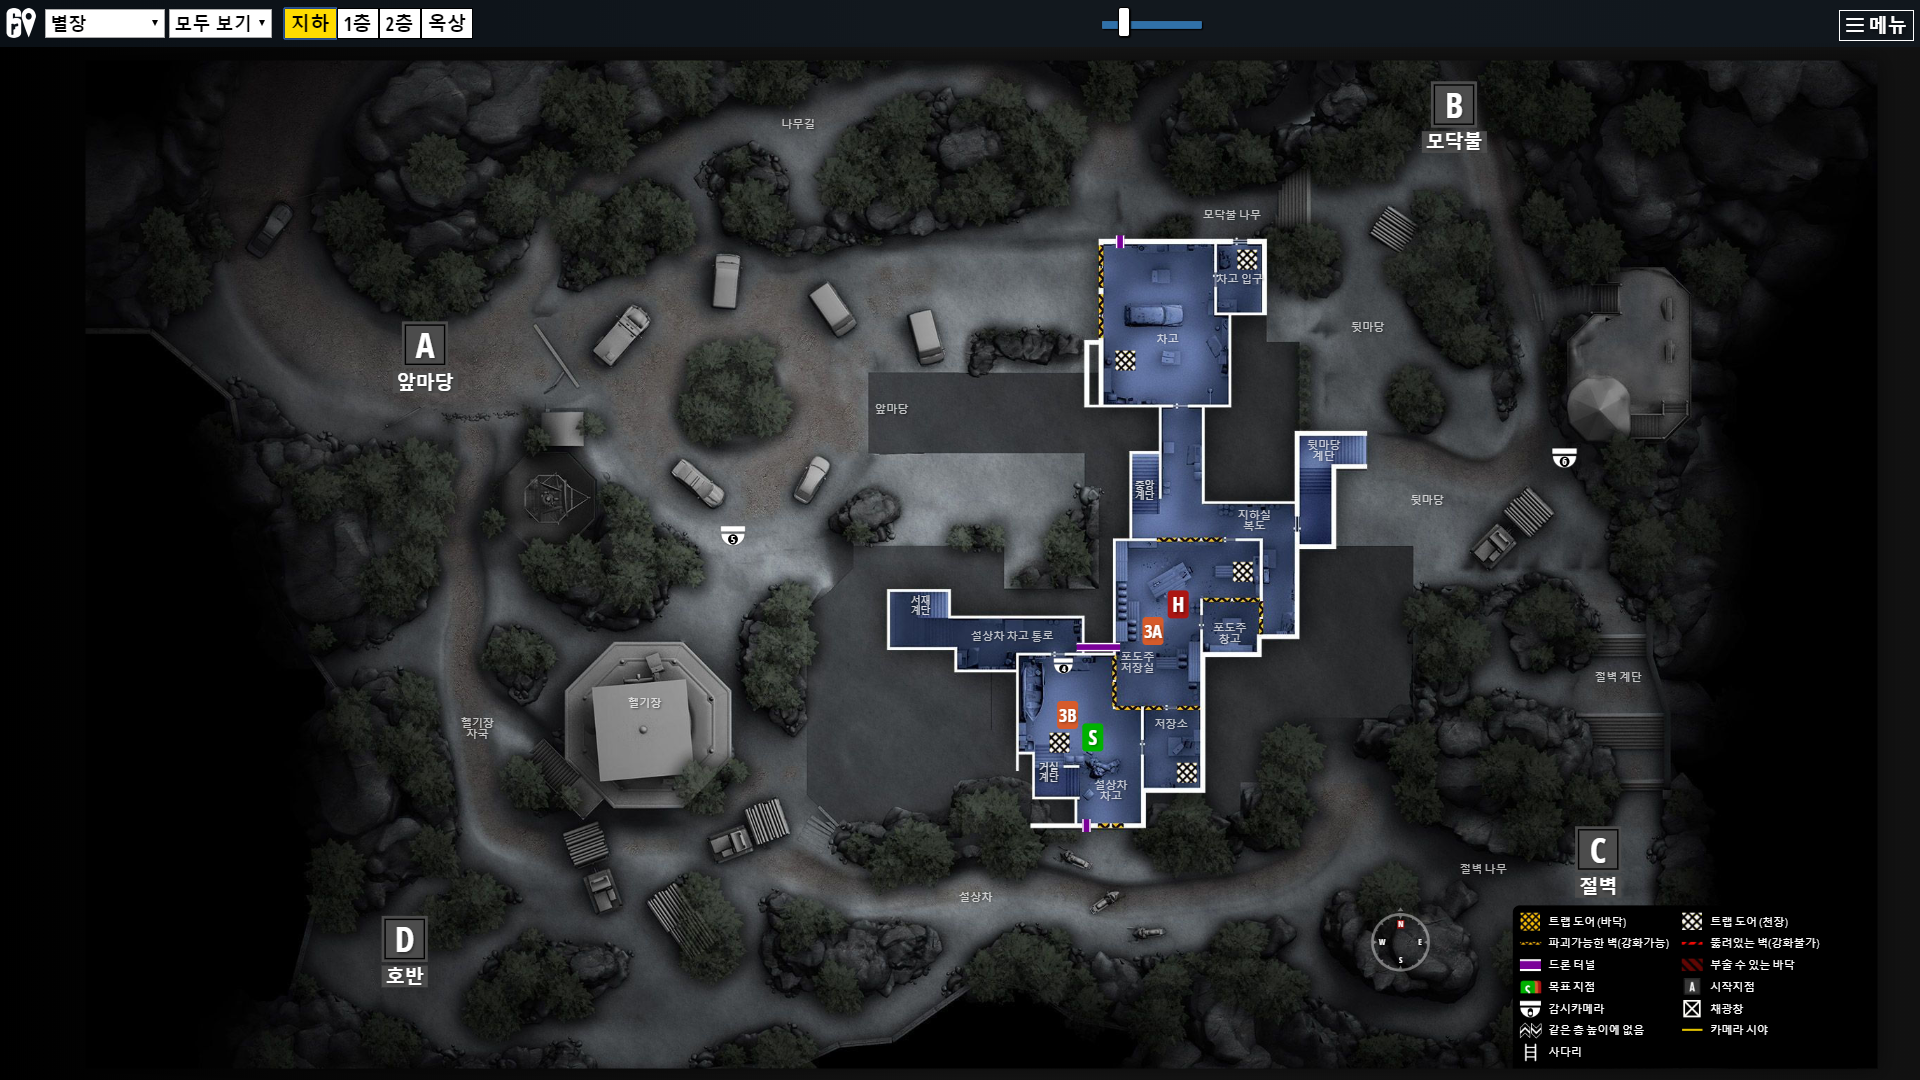 별장
모두 보기
지하
1층
2층
옥상
메뉴
나무길
B
모닥불
모닥불 나무
차고 입구
뒷마당
차고
A
앞마당
앞마당
뒷마당
계단
6
중앙
계단
뒷마당
지하실
복도
5
서재
계단
H
3A
설상차 차고 통로
포도주
창고
4
포도주
저장실
절벽 계단
헬기장
헬기장
자국
3B
S
저장소
거실
계단
설상차
차고
C
절벽
절벽 나무
설상차
D
호반
N
W
E
S
트랩 도어(바닥)
트랩 도어(천장)
파괴가능한 벽(강화가능)
뚫려있는 벽(강화불가)
드론 터널
부술 수 있는 바닥
목표 지점
A
시작지점
감시카메라
채광창
같은 층 높이에 없음
카메라 시야
사다리